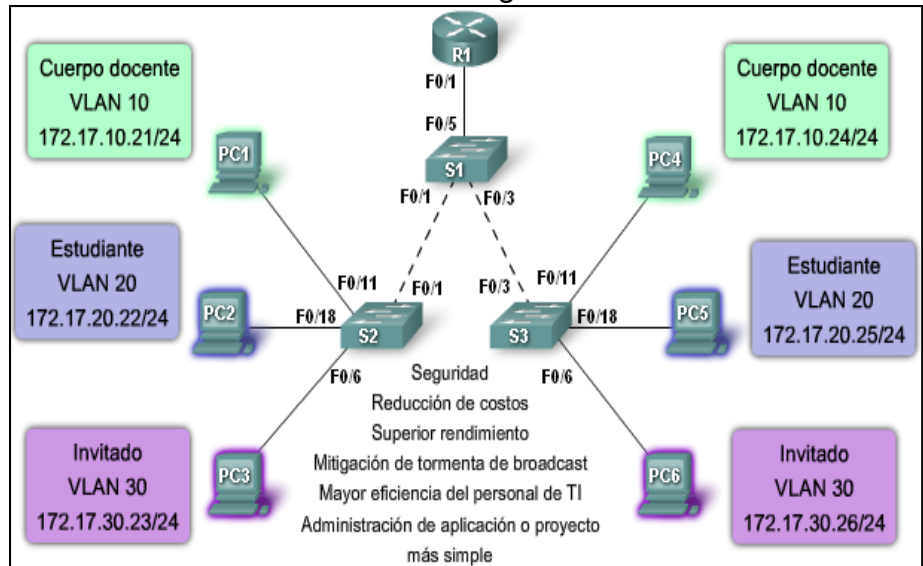 R1
F0/1
F0/5
S1
F0/1
F0/3
Cuerpo docente
VLAN 10
172.17.10.21/24
PC1
Cuerpo docente
VLAN 10
172.17.10.24/24
PC4
Estudiante
VLAN 20
172.17.20.22/24
PC2
F0/11
F0/18
F0/1
S2
F0/6
F0/3
F0/11
F0/18
S3
F0/6
PC5
Estudiante
VLAN 20
172.17.20.25/24
Invitado
VLAN 30
172.17.30.23/24
PC3
Seguridad
Reducción de costos
Superior rendimiento
Mitigación de tormenta de broadcast
Mayor eficiencia del personal de TI
Administración de aplicación o proyecto
más simple
PC6
Invitado
VLAN 30
172.17.30.26/24